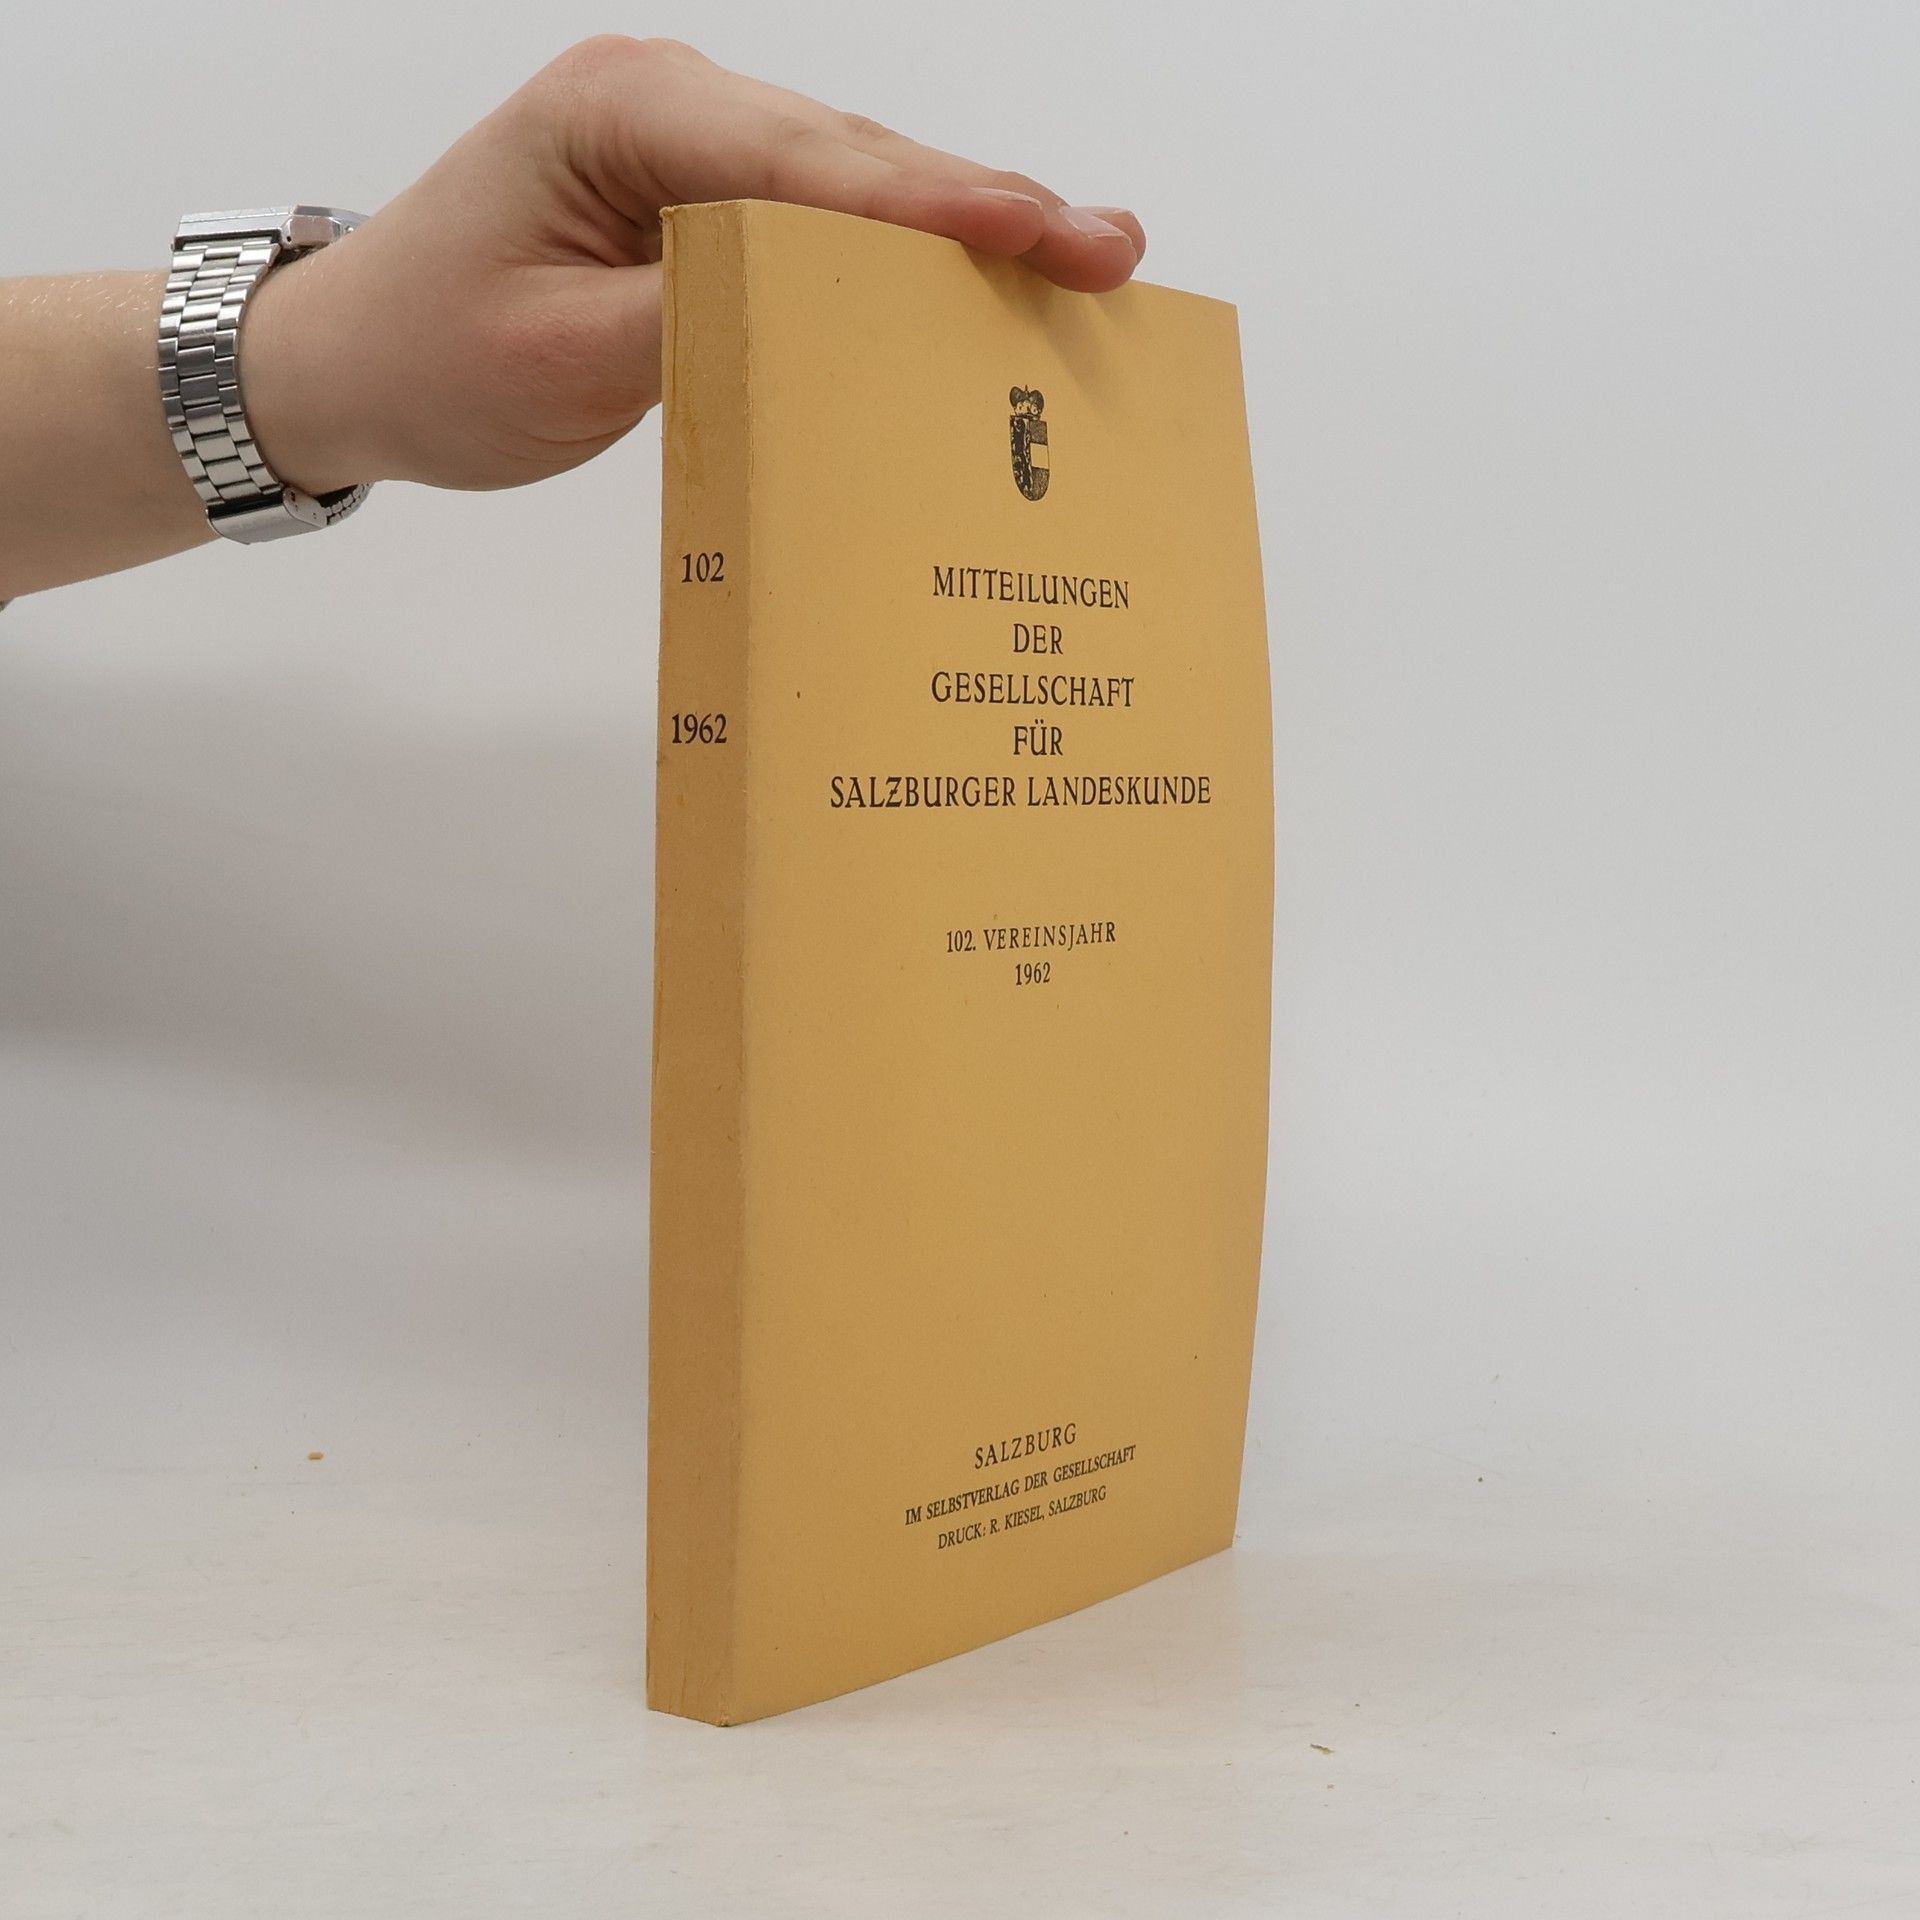 102
1962
MITTEILUNGEN
DER
GESELLSCHAFT
FÜR
SALZBURGER LANDESKUNDE
102. VEREINSJAHR
1962
SALZBURG
IM SELBSTVERLAG DER GESELLSCHAFT
DRUCK: R. KIESEL, SALZBURG